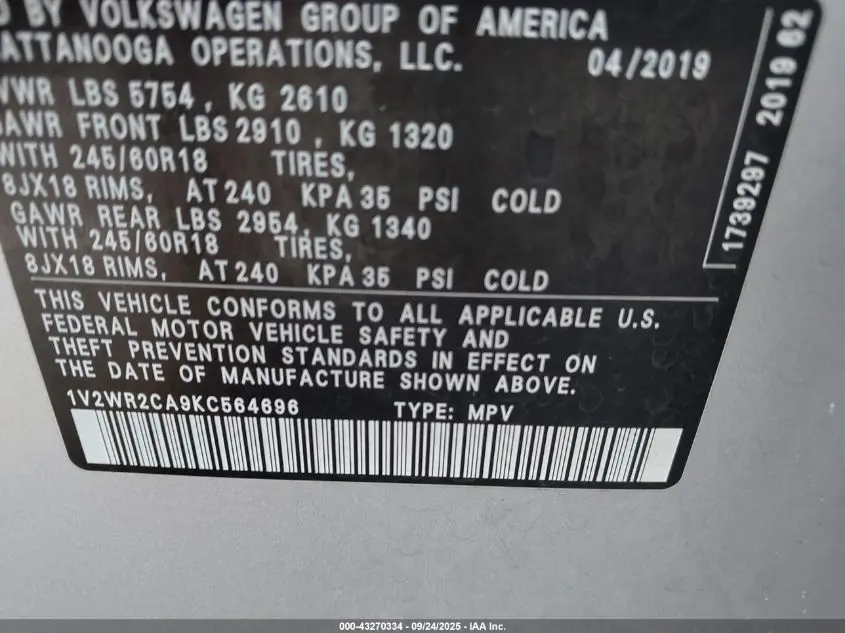 BY VOLKSWAGEN GROUP OF AMERICA
ATTANOOGA OPERATIONS, LLC. 04/2019
VWR LBS 5754, KG 2610
GAWR FRONT LBS 2910, KG 1320
WITH 245/60R18 TIRES,
8JX18 RIMS, AT 240 KPA 35 PSI COLD
GAWR REAR LBS 2954, KG 1340
WITH 245/60R18 TIRES,
8JX18 RIMS, AT 240 KPA 35 PSI COLD
THIS VEHICLE CONFORMS TO ALL APPLICABLE U.S.
FEDERAL MOTOR VEHICLE SAFETY AND
THEFT PREVENTION STANDARDS IN EFFECT ON
THE DATE OF MANUFACTURE SHOWN ABOVE.
1V2WR2CA9KC564696 TYPE: MPV
1739297 2019 62
000-43270334 - 09/24/2025 - IAA Inc.